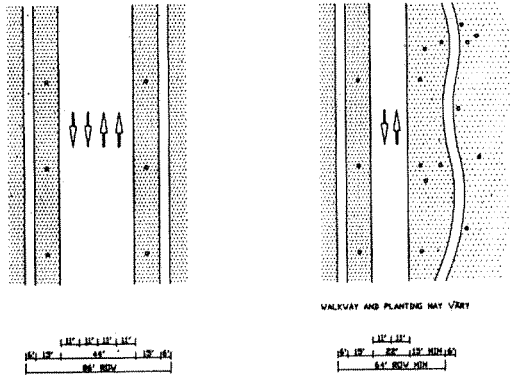 WALKWAY AND PLANTING MAY VARY
11' 11' 11' 11'
6' 15' 44' 15' 6'
86' ROW
11' 11'
6' 15' 22' 15' MIN 6'
64' ROW MIN